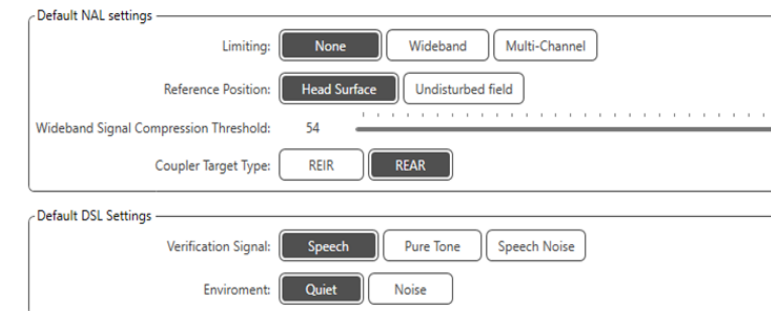 Default NAL settings
Limiting: None Wideband Multi-Channel
Reference Position: Head Surface Undisturbed field
Wideband Signal Compression Threshold: 54
Coupler Target Type: REIR REAR
Default DSL Settings
Verification Signal: Speech Pure Tone Speech Noise
Enviroment: Quiet Noise